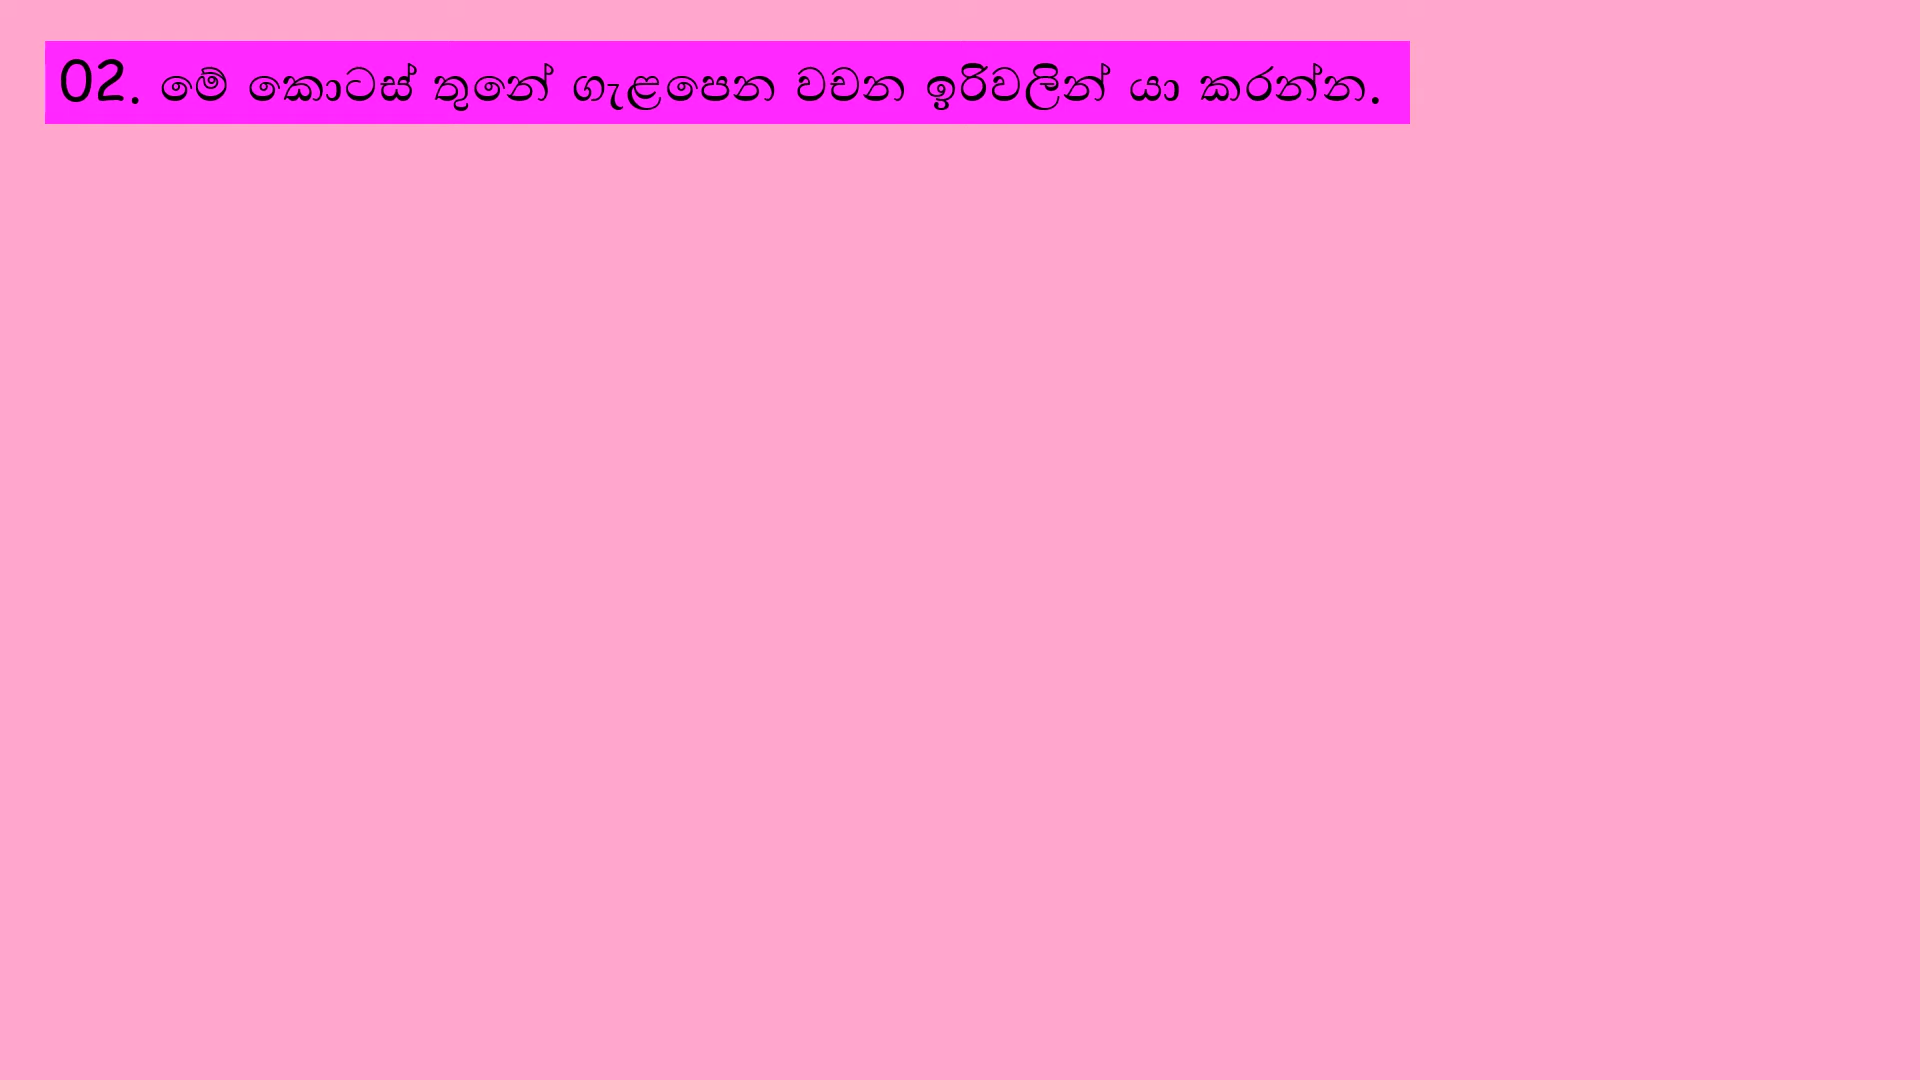 02. මේ කොටස් තුනේ ගැළපෙන වචන ඉරිවලින් යා කරන්න.